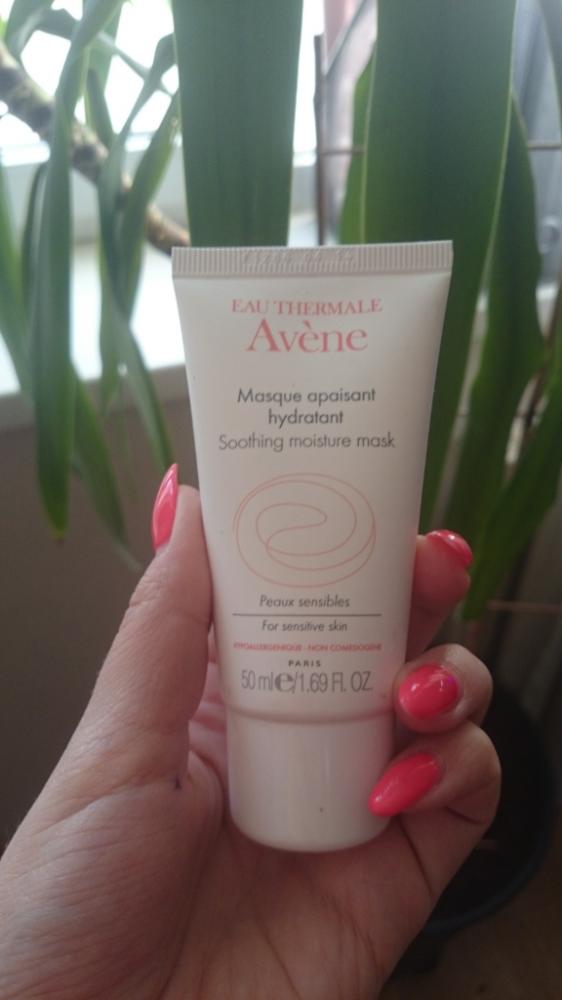 EAU THERMALE
Avène
Masque apaisant
hydratant
Soothing moisture mask
Peaux sensibles
For sensitive skin
HYPOALLERGÉNIQUE - NON COMÉDOGÈNE
PARIS
50 ml e/1.69 Fl. OZ.